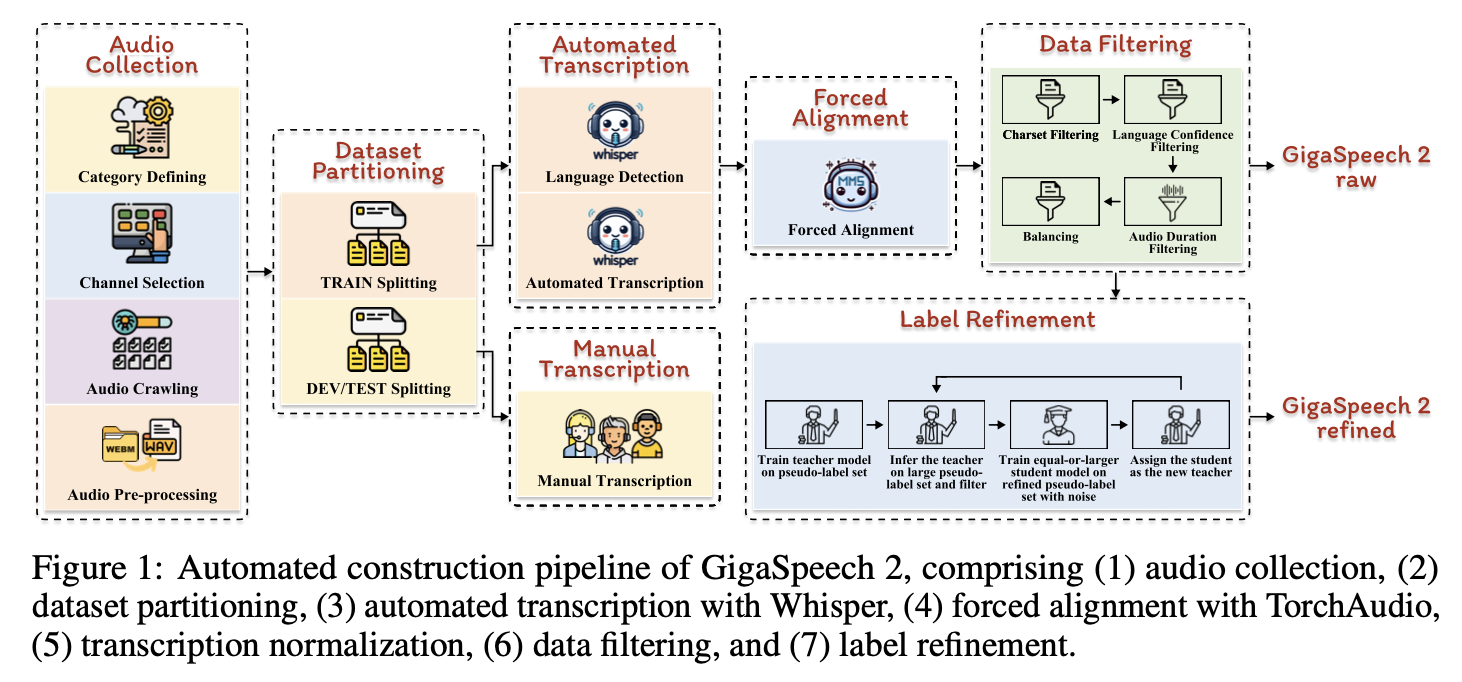 Audio
Collection
Category Defining
Channel Selection
Audio Crawling
WEBM
WAV
Audio Pre-processing
Dataset
Partitioning
TRAIN Splitting
DEV/TEST Splitting
Automated
Transcription
whisper
Language Detection
whisper
Automated Transcription
Manual
Transcription
Manual Transcription
Forced
Alignment
MMS
Forced Alignment
Data Filtering
Charset Filtering
Language Confidence
Filtering
Balancing
Audio Duration
Filtering
GigaSpeech 2
raw
Label Refinement
Train teacher model
on pseudo-label set
Infer the teacher
on large pseudo-
label set and filter
Train equal-or-larger
student model on
refined pseudo-label
set with noise
Assign the student
as the new teacher
GigaSpeech 2
refined
Figure 1: Automated construction pipeline of GigaSpeech 2, comprising (1) audio collection, (2)
dataset partitioning, (3) automated transcription with Whisper, (4) forced alignment with TorchAudio,
(5) transcription normalization, (6) data filtering, and (7) label refinement.